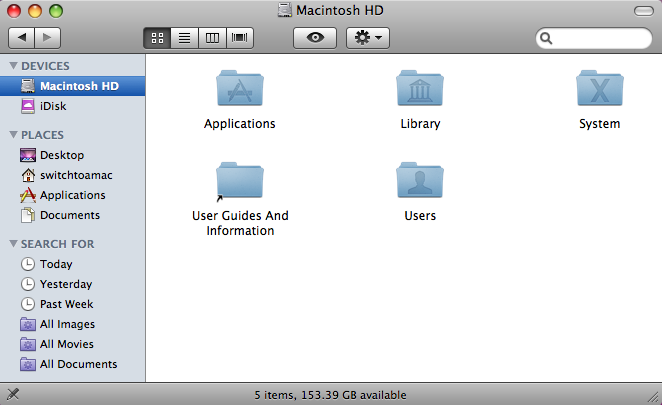 Macintosh HD
DEVICES
Macintosh HD
iDisk
PLACES
Desktop
switchtoamac
Applications
Documents
SEARCH FOR
Today
Yesterday
Past Week
All Images
All Movies
All Documents
Applications
Library
System
User Guides And
Information
Users
5 items, 153.39 GB available